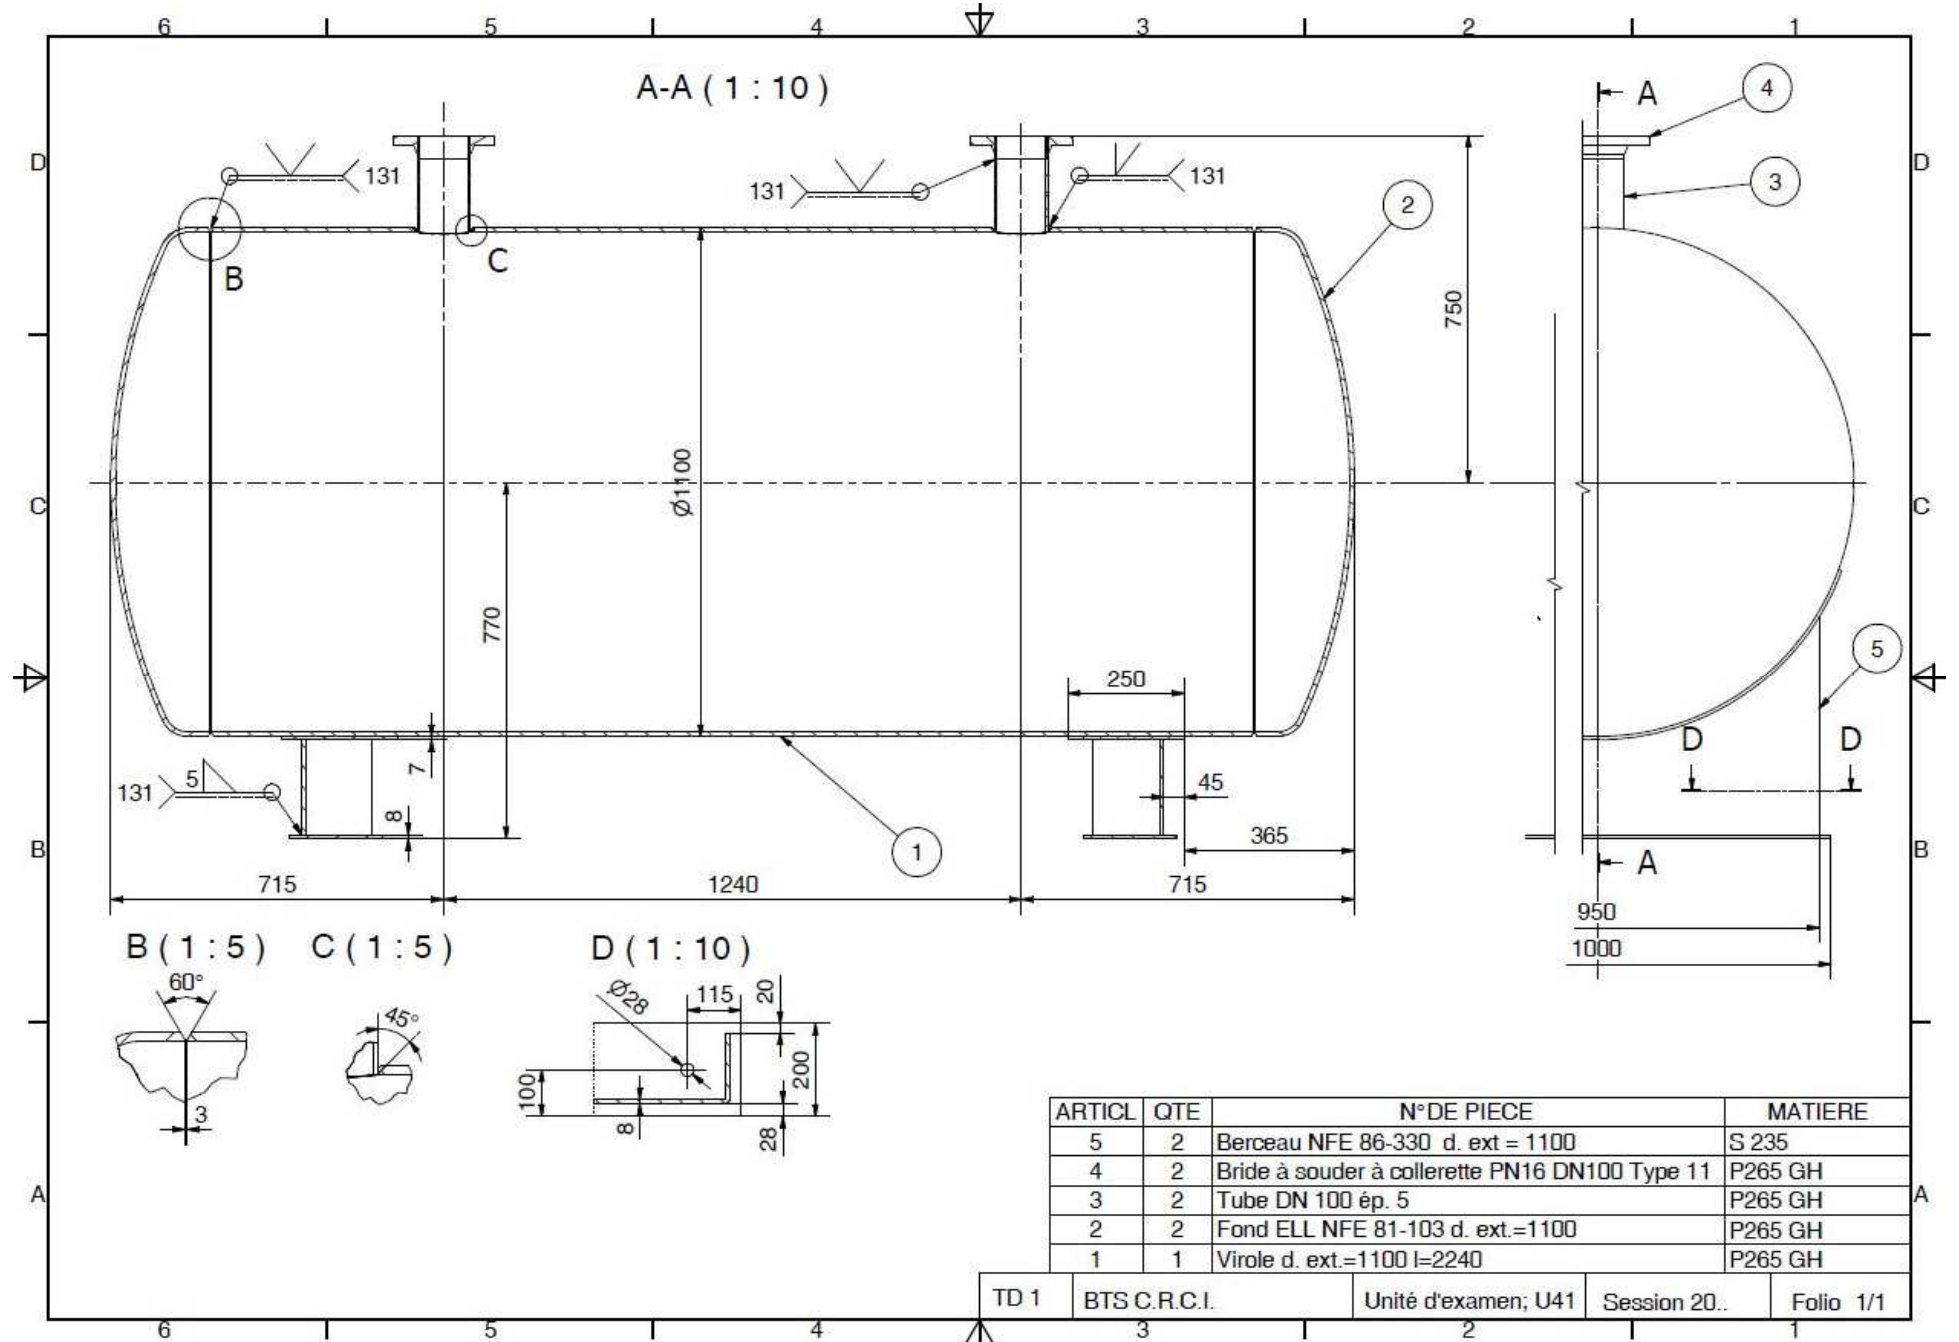 6 5 4 3 2 1
A-A ( 1 : 10 )
A
4
D
131
131
131
D
3
2
B
C
750
Ø1100
C
C
770
250
5
D D
7
131
5
8
45
1
365
B
B
A
715
1240
715
950
1000
B ( 1 : 5 )
C ( 1 : 5 )
D ( 1 : 10 )
60°
45°
3
Ø28
115
20
100
200
8
28
A
A
ARTICL QTE N°DE PIECE MATIERE
5 2 Berceau NFE 86-330 d. ext = 1100 S 235
4 2 Bride à souder à collerette PN16 DN100 Type 11 P265 GH
3 2 Tube DN 100 ép. 5 P265 GH
2 2 Fond ELL NFE 81-103 d. ext.=1100 P265 GH
1 1 Virole d. ext.=1100 l=2240 P265 GH
TD 1 BTS C.R.C.I. Unité d'examen; U41 Session 20.. Folio 1/1
6 5 4 3 2 1